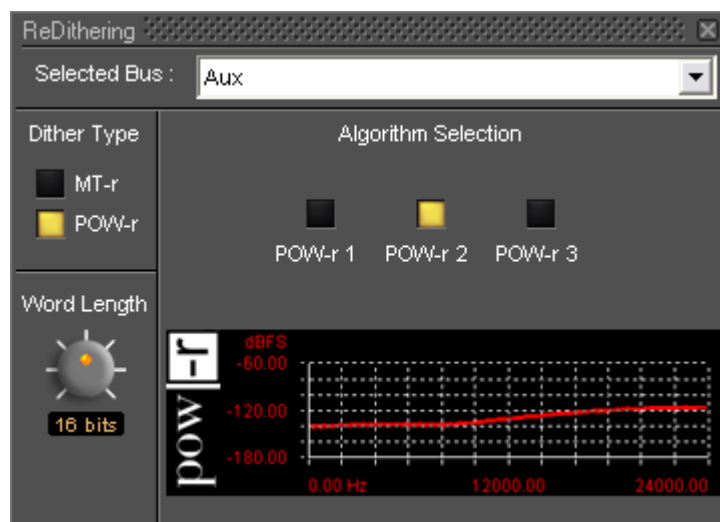 ReDithering
Selected Bus : Aux
Dither Type
MT-r
POW-r
Algorithm Selection
POW-r 1 POW-r 2 POW-r 3
Word Length
16 bits
pow-r
dBFS
-60.00
-120.00
-180.00
0.00 Hz 12000.00 24000.00